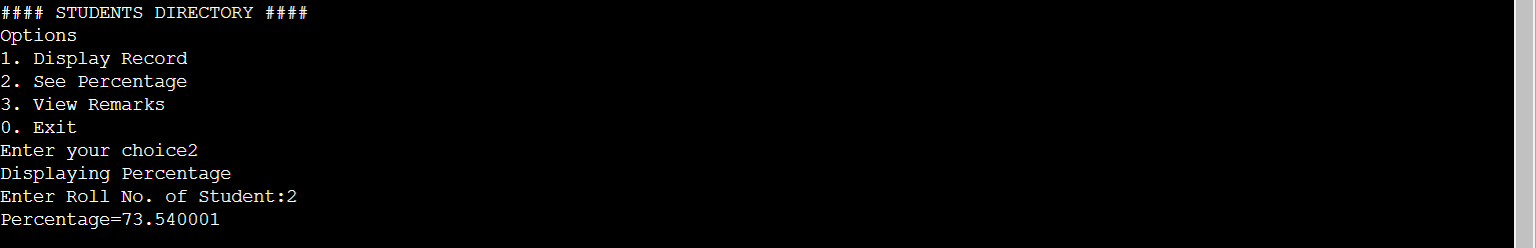 #### STUDENTS DIRECTORY ####
Options
1. Display Record
2. See Percentage
3. View Remarks
0. Exit
Enter your choice2
Displaying Percentage
Enter Roll No. of Student:2
Percentage=73.540001